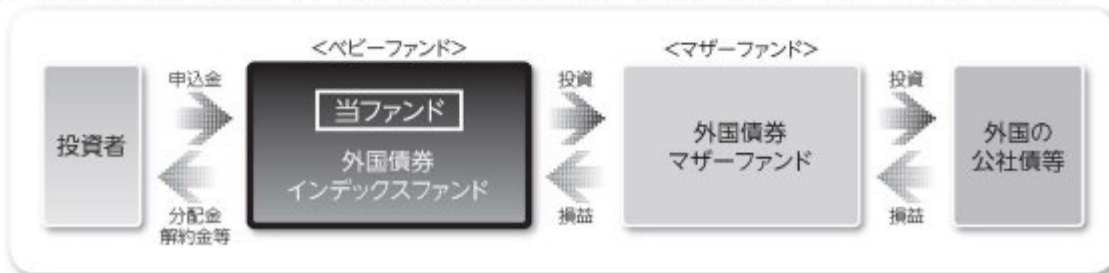 <ベビーファンド>
<マザーファンド>
投資者
申込金
分配金
解約金等
当ファンド
外国債券
インデックスファンド
投資
損益
外国債券
マザーファンド
投資
損益
外国の
公社債等